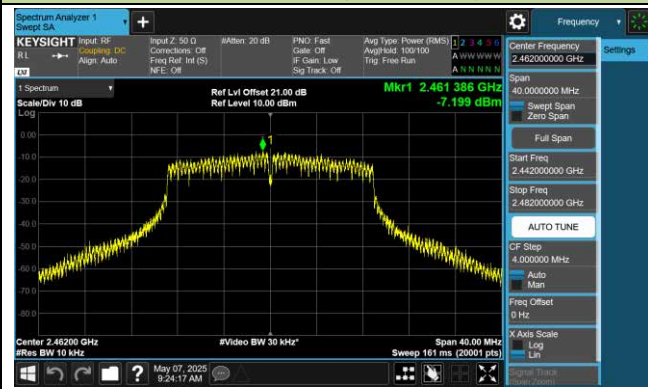 Spectrum Analyzer 1
Swept SA
Frequency
KEYSIGHT
RL
LXI
Input: RF
Coupling: DC
Align: Auto
Input Z: 50 Ω
Corrections: Off
Freq Ref: Int (S)
NFE: Off
#Atten: 20 dB
PNO: Fast
Gate: Off
IF Gain: Low
Sig Track: Off
Avg Type: Power (RMS)
Avg|Hold: 100/100
Trig: Free Run
1 2 3 4 5 6
A W W W W W
A N N N N N
1 Spectrum
Scale/Div 10 dB
Log
Ref Lvl Offset 21.00 dB
Ref Level 10.00 dBm
Mkr1 2.461 386 GHz
-7.199 dBm
1
0.00
-10.0
-20.0
-30.0
-40.0
-50.0
-60.0
-70.0
-80.0
Center 2.46200 GHz
#Res BW 10 kHz
#Video BW 30 kHz*
Span 40.00 MHz
Sweep 161 ms (20001 pts)
May 07, 2025
9:24:17 AM
Center Frequency
2.462000000 GHz
Settings
Span
40.0000000 MHz
Swept Span
Zero Span
Full Span
Start Freq
2.442000000 GHz
Stop Freq
2.482000000 GHz
AUTO TUNE
CF Step
4.000000 MHz
Auto
Man
Freq Offset
0 Hz
X Axis Scale
Log
Lin
Signal Track
(Span Zoom)